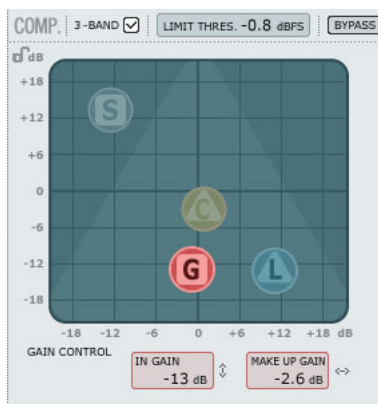 COMP. 3-BAND LIMIT THRES. -0.8 dBFS BYPASS
dB
+18
S
+12
+6
0
C
-6
G L
-12
-18
-18 -12 -6 0 +6 +12 +18 dB
GAIN CONTROL
IN GAIN MAKE UP GAIN
-13 dB -2.6 dB